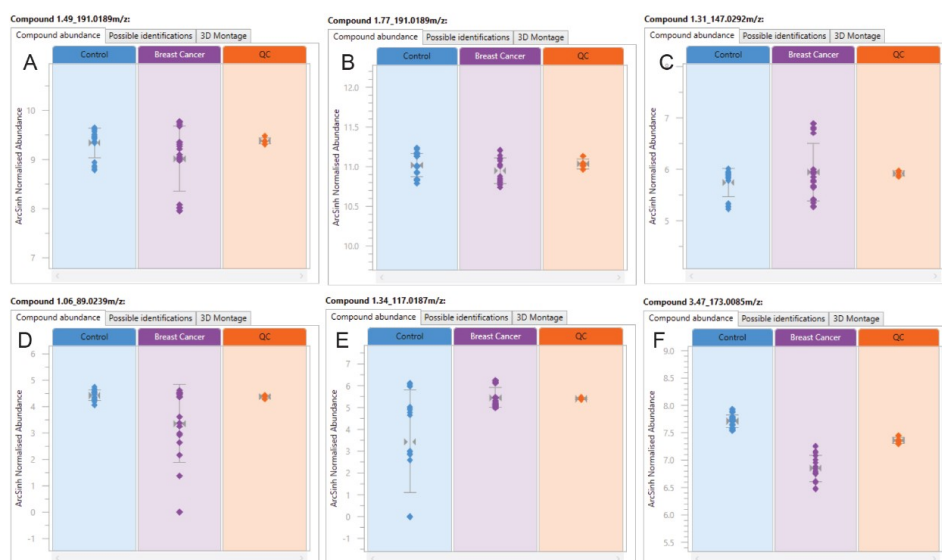 Compound 1.49_191.0189m/z:
Compound abundance Possible identifications 3D Montage
A
Control Breast Cancer QC
ArcSinh Normalised Abundance
10
9
8
7
Compound 1.77_191.0189m/z:
Compound abundance Possible identifications 3D Montage
B
Control Breast Cancer QC
ArcSinh Normalised Abundance
12.0
11.5
11.0
10.5
10.0
Compound 1.31_147.0292m/z:
Compound abundance Possible identifications 3D Montage
C
Control Breast Cancer QC
ArcSinh Normalised Abundance
8
7
6
5
Compound 1.06_89.0239m/z:
Compound abundance Possible identifications 3D Montage
D
Control Breast Cancer QC
ArcSinh Normalised Abundance
6
5
4
3
2
1
0
-1
Compound 1.34_117.0187m/z:
Compound abundance Possible identifications 3D Montage
E
Control Breast Cancer QC
ArcSinh Normalised Abundance
7
6
5
4
3
2
1
0
-1
Compound 3.47_173.0085m/z:
Compound abundance Possible identifications 3D Montage
F
Control Breast Cancer QC
ArcSinh Normalised Abundance
9.0
8.5
8.0
7.5
7.0
6.5
6.0
5.5